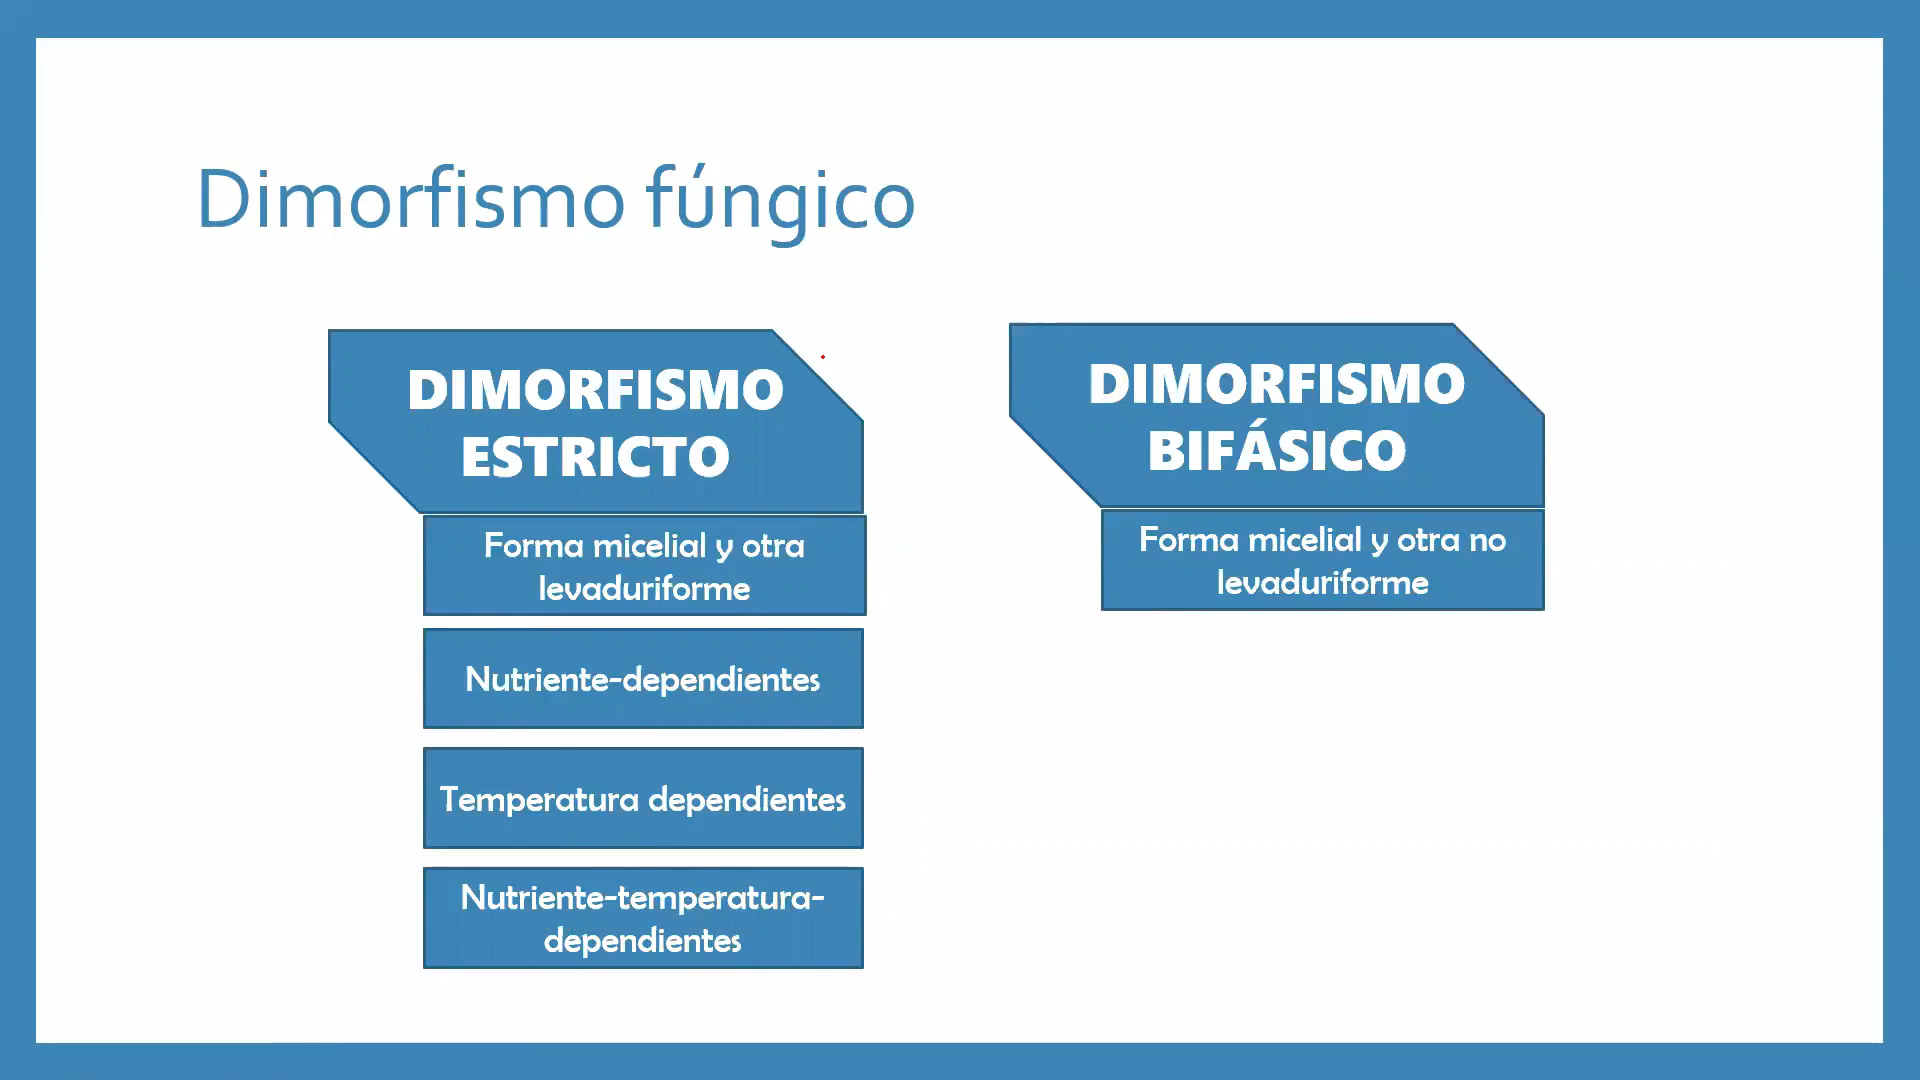 Dimorfismo fúngico
DIMORFISMO
ESTRICTO
Forma micelial y otra
levaduriforme
Nutriente-dependientes
Temperatura dependientes
Nutriente-temperatura-
dependientes
DIMORFISMO
BIFÁSICO
Forma micelial y otra no
levaduriforme